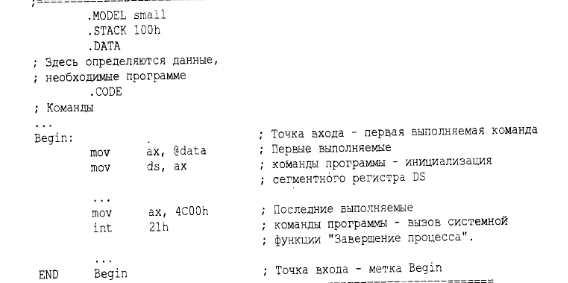 ;==========================================
.MODEL small
.STACK 100h
.DATA
; Здесь определяются данные,
; необходимые программе
.CODE
; Команды
...
Begin: ; Точка входа - первая выполняемая команда
mov ax, @data ; Первые выполняемые
mov ds, ax ; команды программы - инициализация
; сегментного регистра DS
...
mov ax, 4C00h ; Последние выполняемые
int 21h ; команды программы - вызов системной
; функции "Завершение процесса".
...
END Begin ; Точка входа - метка Begin